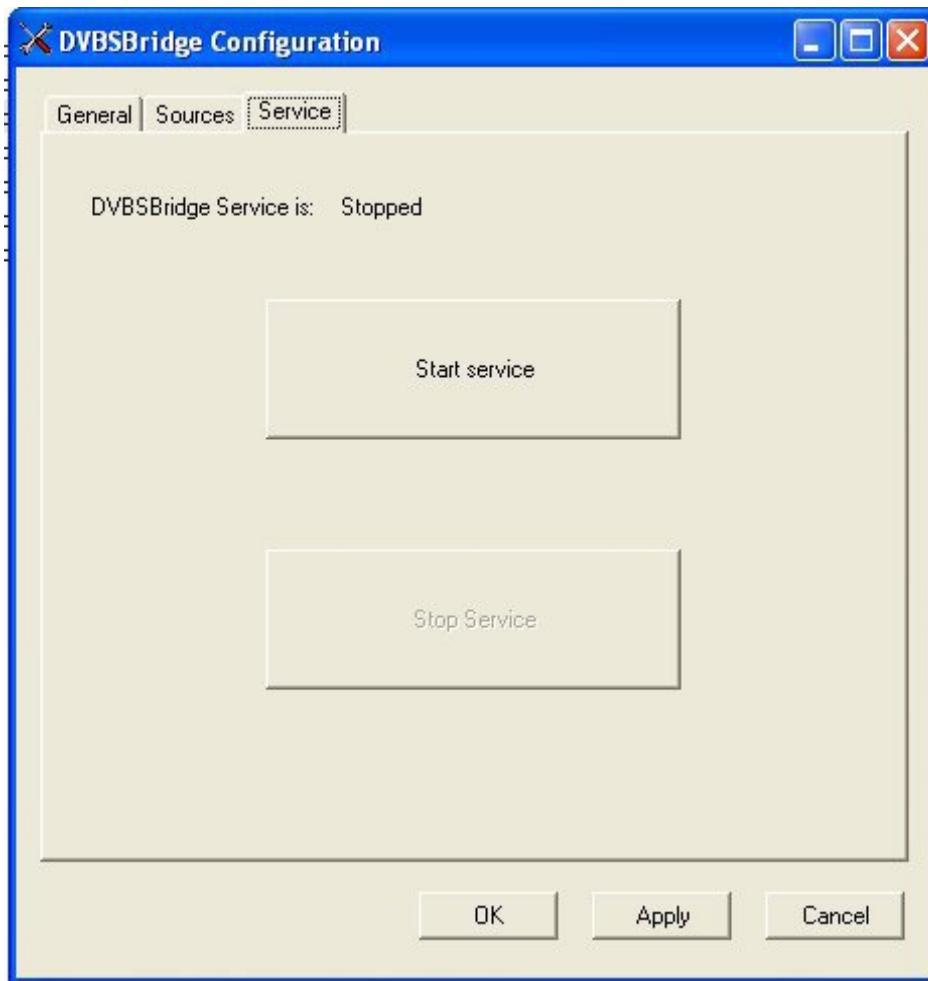 DVBSBridge Configuration
General Sources Service
DVBSBridge Service is: Stopped
Start service
Stop Service
OK Apply Cancel